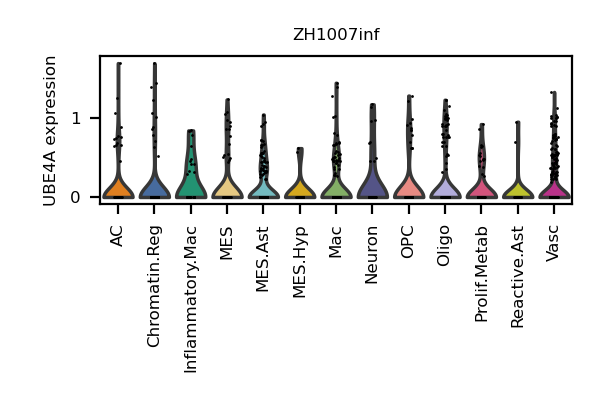 ZH1007inf
UBE4A expression
1
0
AC
Chromatin.Reg
Inflammatory.Mac
MES
MES.Ast
MES.Hyp
Mac
Neuron
OPC
Oligo
Prolif.Metab
Reactive.Ast
Vasc